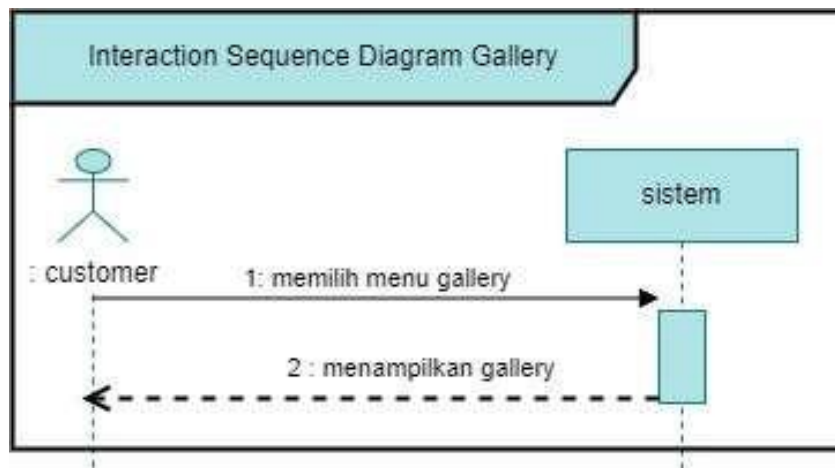 Interaction Sequence Diagram Gallery
sistem
: customer
1: memilih menu gallery
2 : menampilkan gallery